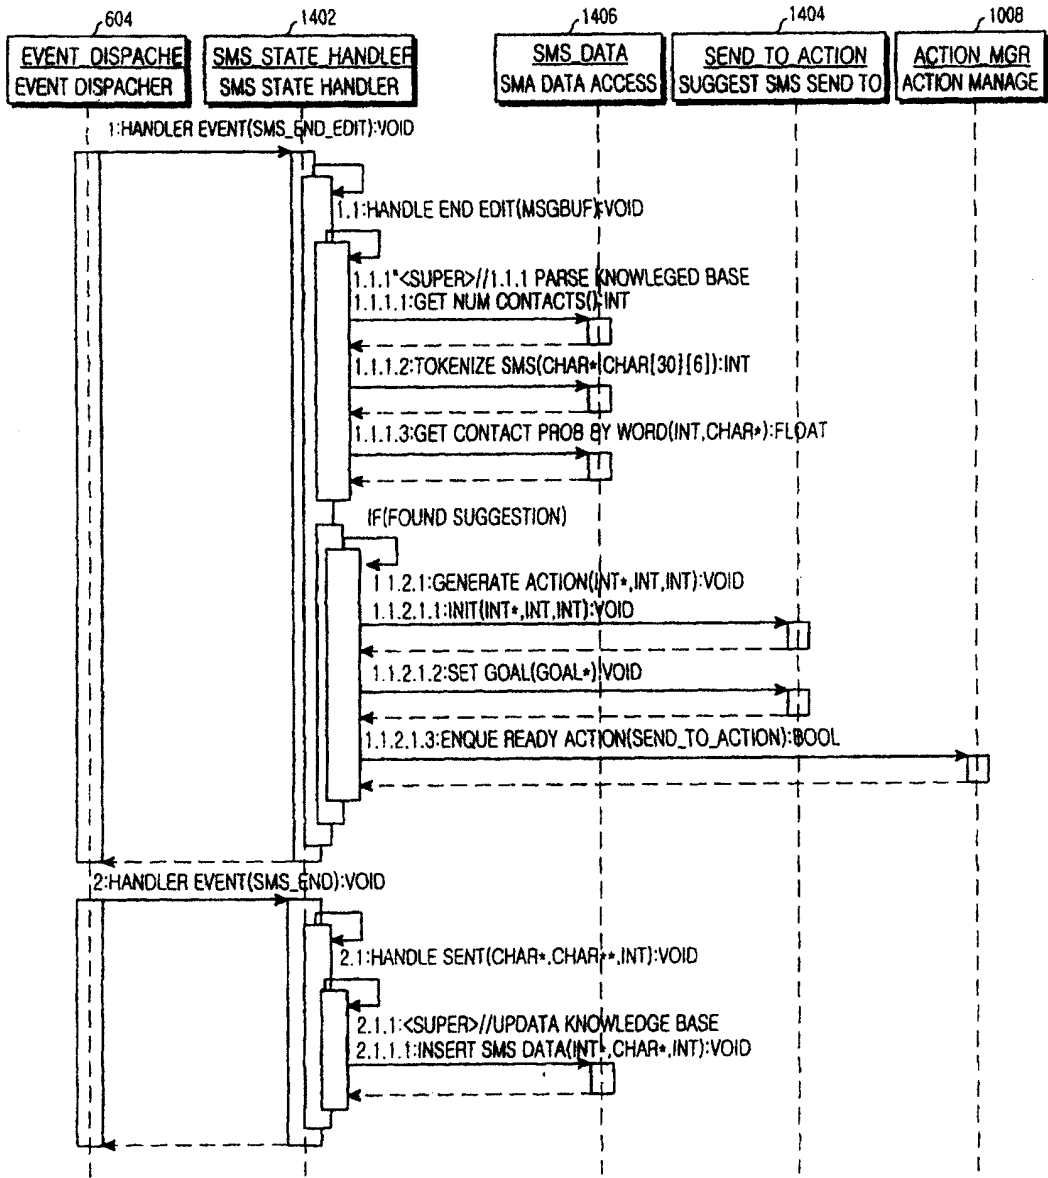 604
1402
1406
1404
1008
EVENT_DISPACHE
EVENT DISPACHER
SMS_STATE_HANDLER
SMS STATE HANDLER
SMS_DATA
SMA DATA ACCESS
SEND_TO_ACTION
SUGGEST SMS SEND TO
ACTION_MGR
ACTION MANAGE
1:HANDLER EVENT(SMS_END_EDIT):VOID
1.1:HANDLE END EDIT(MSGBUF):VOID
1.1.1"<SUPER>//1.1.1 PARSE KNOWLEGED BASE
1.1.1.1:GET NUM CONTACTS():INT
1.1.1.2:TOKENIZE SMS(CHAR*,CHAR[30][6]):INT
1.1.1.3:GET CONTACT PROB BY WORD(INT,CHAR*):FLOAT
IF(FOUND SUGGESTION)
1.1.2.1:GENERATE ACTION(INT*,INT,INT):VOID
1.1.2.1.1:INIT(INT*,INT,INT):VOID
1.1.2.1.2:SET GOAL(GOAL*):VOID
1.1.2.1.3:ENQUE READY ACTION(SEND_TO_ACTION):BOOL
2:HANDLER EVENT(SMS_END):VOID
2.1:HANDLE SENT(CHAR*,CHAR**,INT):VOID
2.1.1:<SUPER>//UPDATA KNOWLEDGE BASE
2.1.1.1:INSERT SMS DATA(INT*,CHAR*,INT):VOID